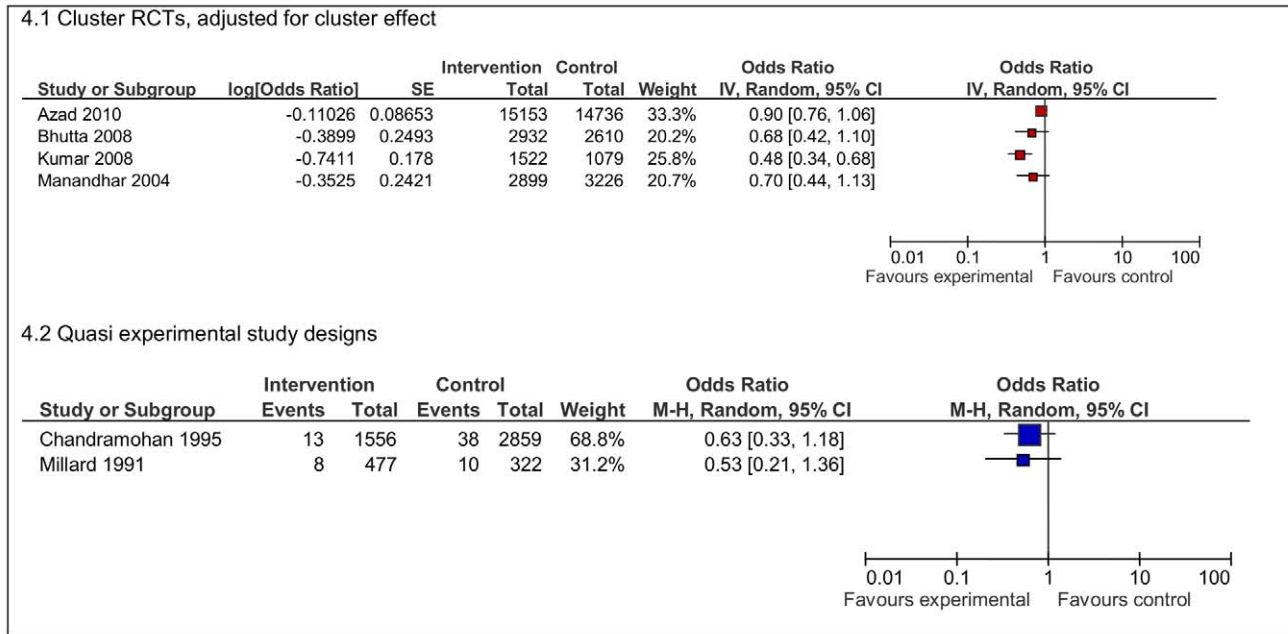 4.1 Cluster RCTs, adjusted for cluster effect
Intervention Control Odds Ratio Odds Ratio
Study or Subgroup log[Odds Ratio] SE Total Total Weight IV, Random, 95% CI IV, Random, 95% CI
Azad 2010 -0.11026 0.08653 15153 14736 33.3% 0.90 [0.76, 1.06]
Bhutta 2008 -0.3899 0.2493 2932 2610 20.2% 0.68 [0.42, 1.10]
Kumar 2008 -0.7411 0.178 1522 1079 25.8% 0.48 [0.34, 0.68]
Manandhar 2004 -0.3525 0.2421 2899 3226 20.7% 0.70 [0.44, 1.13]
0.01 0.1 1 10 100
Favours experimental Favours control
4.2 Quasi experimental study designs
Intervention Control Odds Ratio Odds Ratio
Study or Subgroup Events Total Events Total Weight M-H, Random, 95% CI M-H, Random, 95% CI
Chandramohan 1995 13 1556 38 2859 68.8% 0.63 [0.33, 1.18]
Millard 1991 8 477 10 322 31.2% 0.53 [0.21, 1.36]
0.01 0.1 1 10 100
Favours experimental Favours control